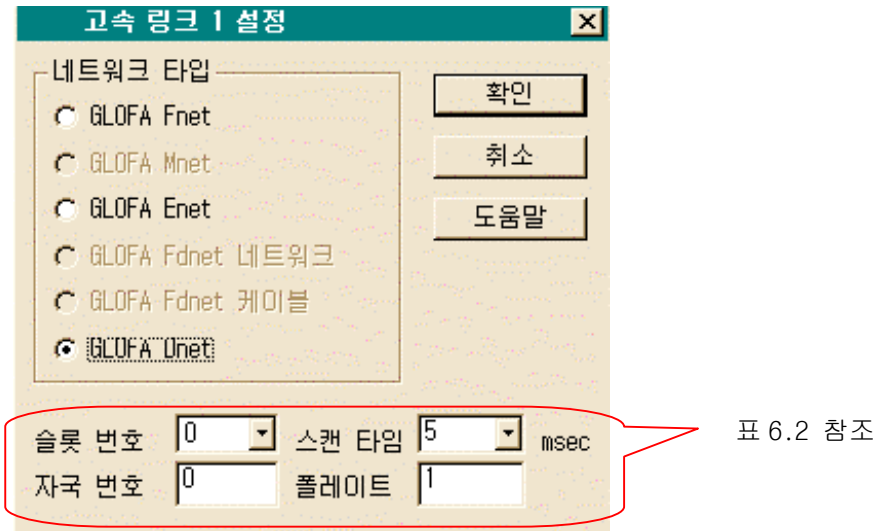 고속 링크 1 설정
네트워크 타입
GLOFA Fnet
GLOFA Mnet
GLOFA Enet
GLOFA Fdnet 네트워크
GLOFA Fdnet 케이블
GLOFA Dnet
확인
취소
도움말
슬롯 번호 0 스캔 타임 5 msec
자국 번호 0 폴레이트 1
표 6.2 참조